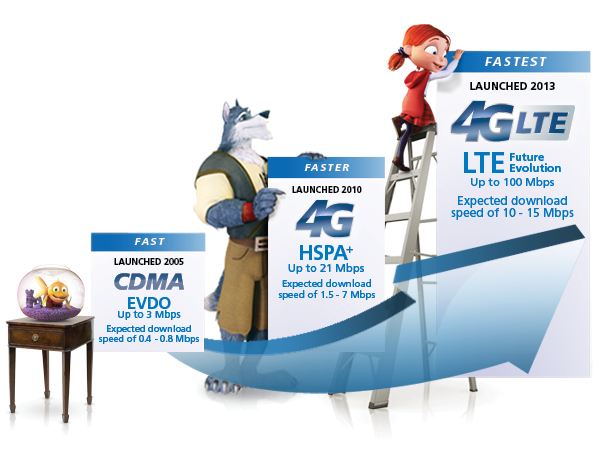 FAST
LAUNCHED 2005
CDMA
EVDO
Up to 3 Mbps
Expected download
speed of 0.4 - 0.8 Mbps
FASTER
LAUNCHED 2010
4G
HSPA+
Up to 21 Mbps
Expected download
speed of 1.5 - 7 Mbps
FASTEST
LAUNCHED 2013
4G LTE
LTE Future
Evolution
Up to 100 Mbps
Expected download
speed of 10 - 15 Mbps